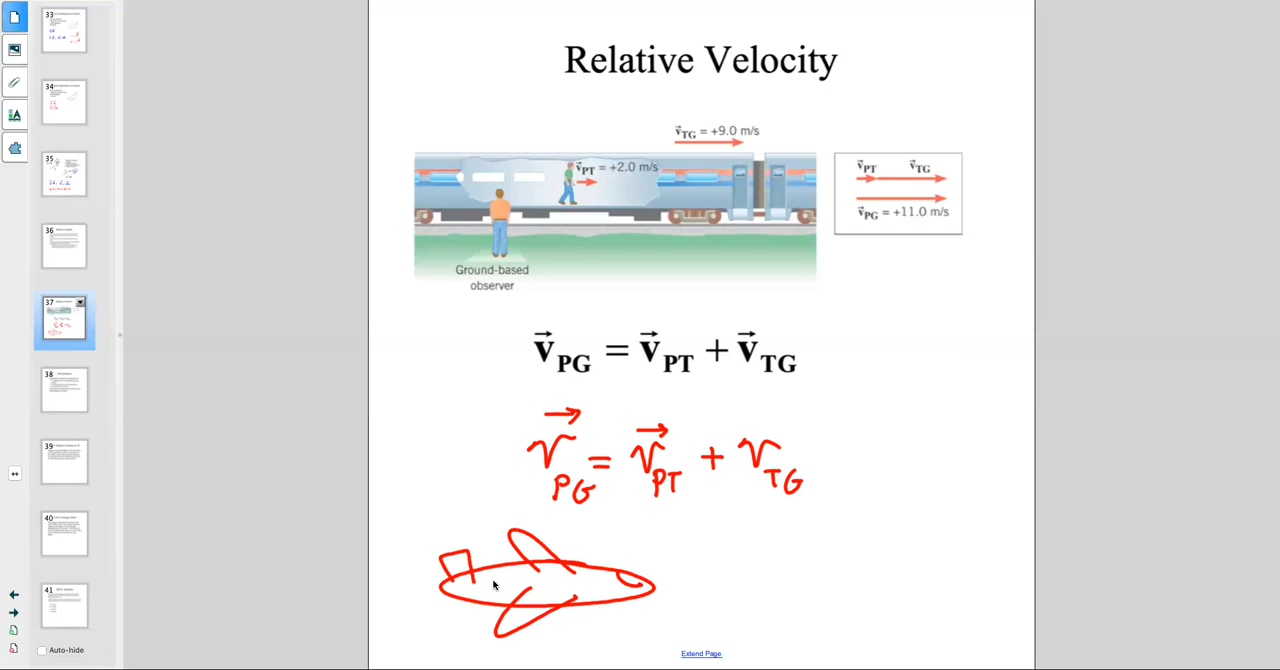 33
34
35
36
37
38
39
40
41
Auto-hide
Relative Velocity
v⃗TG = +9.0 m/s
v⃗PT = +2.0 m/s
Ground-based
observer
v⃗PT v⃗TG
v⃗PG = +11.0 m/s
v⃗PG = v⃗PT + v⃗TG
v⃗PG = v⃗PT + vTG
Extend Page